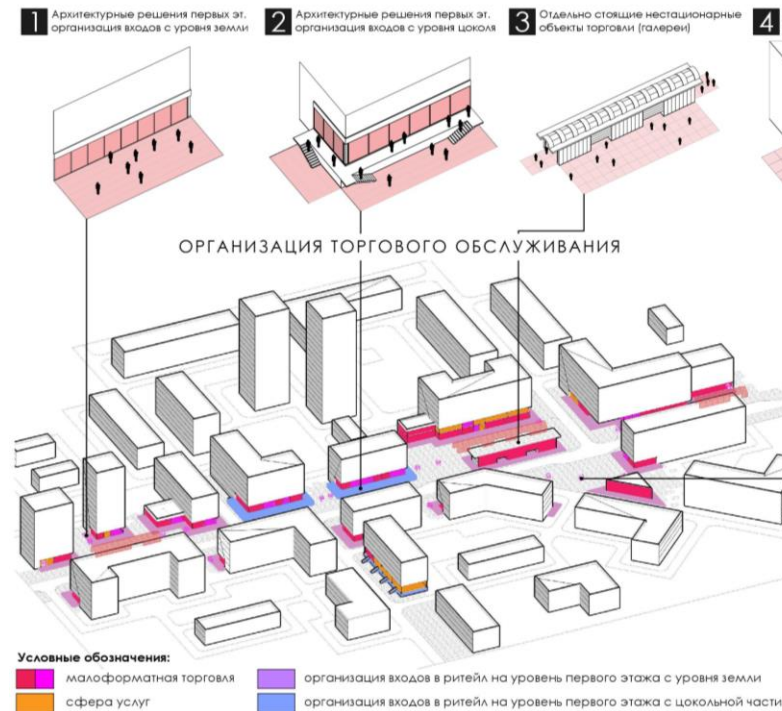 1 Архитектурные решения первых эт.
организация входов с уровня земли
2 Архитектурные решения первых эт.
организация входов с уровня цоколя
3 Отдельно стоящие нестационарные
объекты торговли (галереи)
4
ОРГАНИЗАЦИЯ ТОРГОВОГО ОБСЛУЖИВАНИЯ
Условные обозначения:
малоформатная торговля
организация входов в ритейл на уровень первого этажа с уровня земли
сфера услуг
организация входов в ритейл на уровень первого этажа с цокольной части